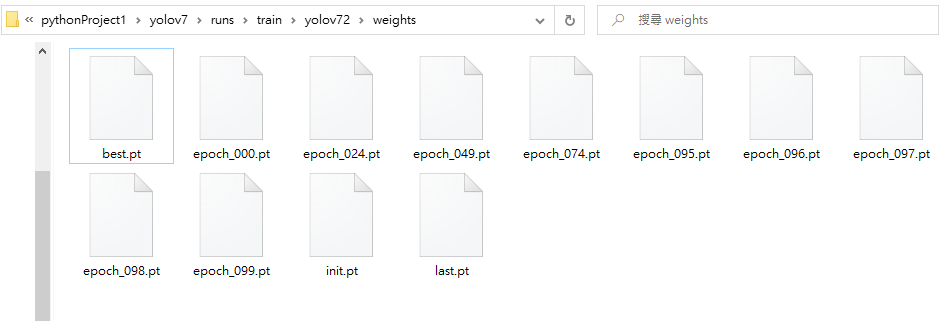 « pythonProject1 > yolov7 > runs > train > yolov72 > weights
搜尋 weights
best.pt epoch_000.pt epoch_024.pt epoch_049.pt epoch_074.pt epoch_095.pt epoch_096.pt epoch_097.pt
epoch_098.pt epoch_099.pt init.pt last.pt